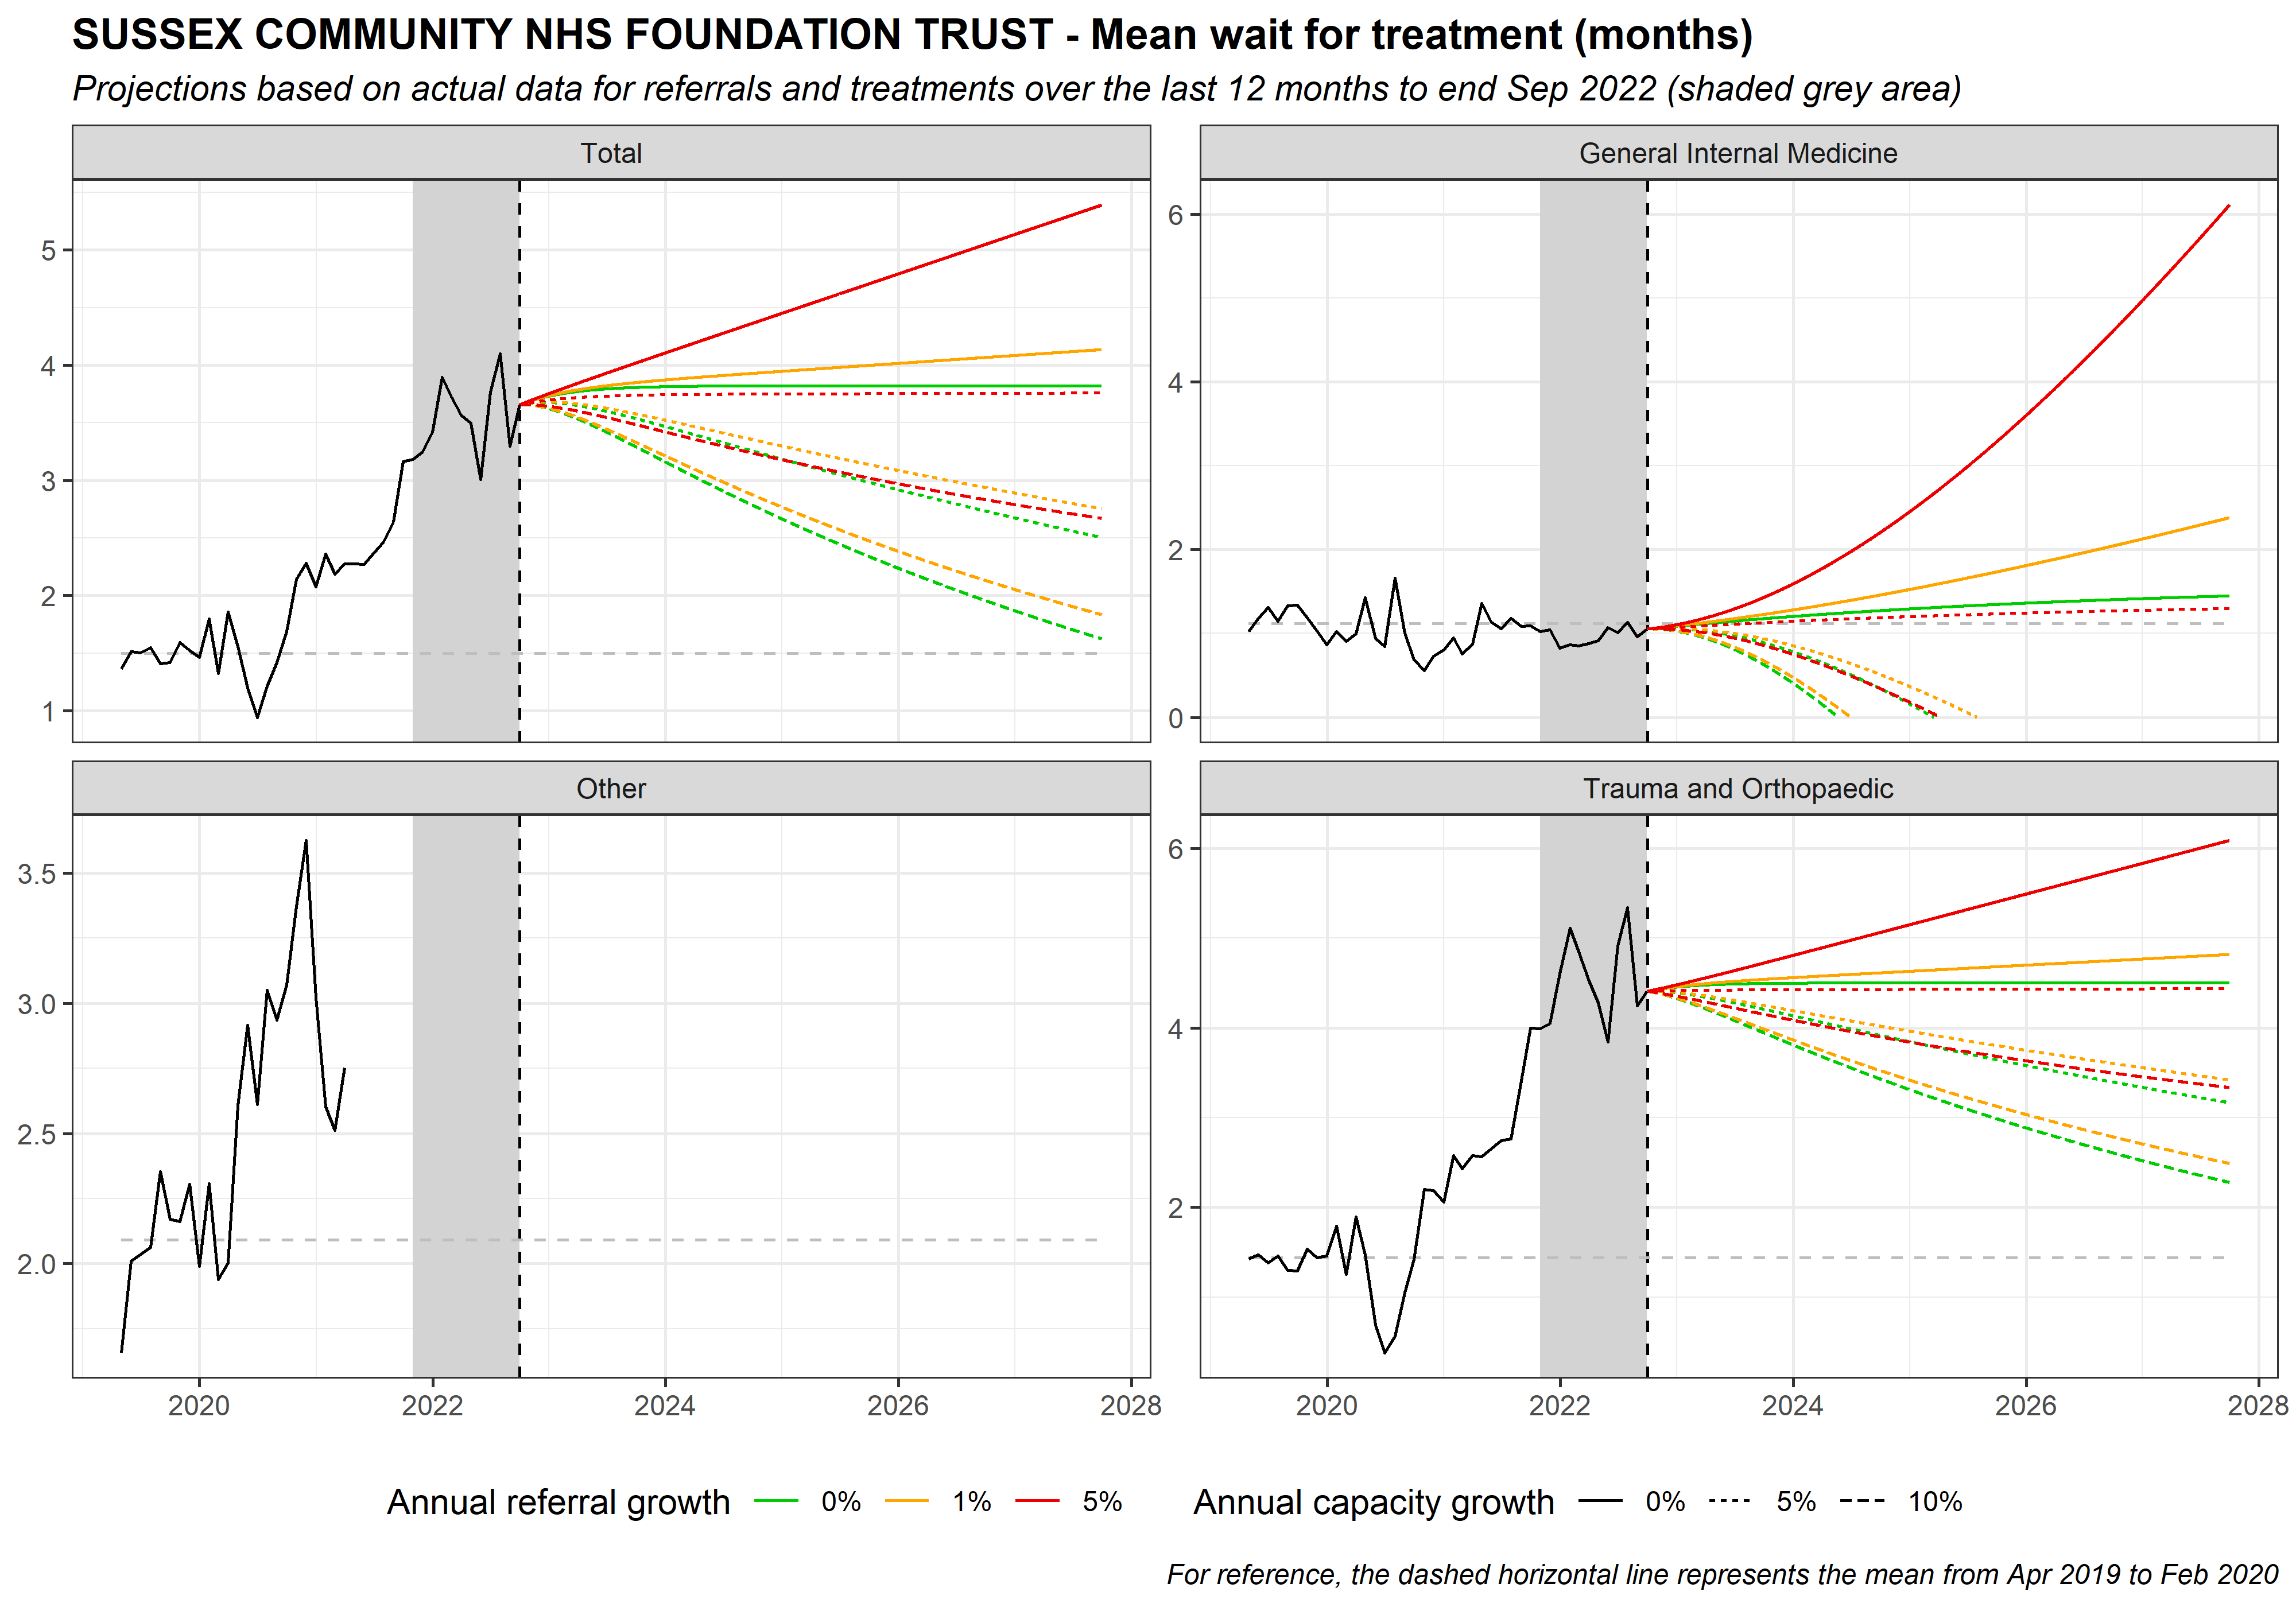 SUSSEX COMMUNITY NHS FOUNDATION TRUST - Mean wait for treatment (months)
Projections based on actual data for referrals and treatments over the last 12 months to end Sep 2022 (shaded grey area)
Total
5
4
3
2
1
General Internal Medicine
6
4
2
0
Other
3.5
3.0
2.5
2.0
2020 2022 2024 2026 2028
Trauma and Orthopaedic
6
4
2
2020 2022 2024 2026 2028
Annual referral growth 0% 1% 5%
Annual capacity growth 0% 5% 10%
For reference, the dashed horizontal line represents the mean from Apr 2019 to Feb 2020